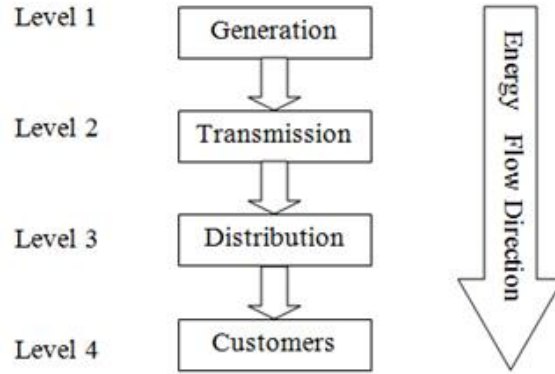 Level 1
Generation
Level 2
Transmission
Level 3
Distribution
Level 4
Customers
Energy Flow Direction